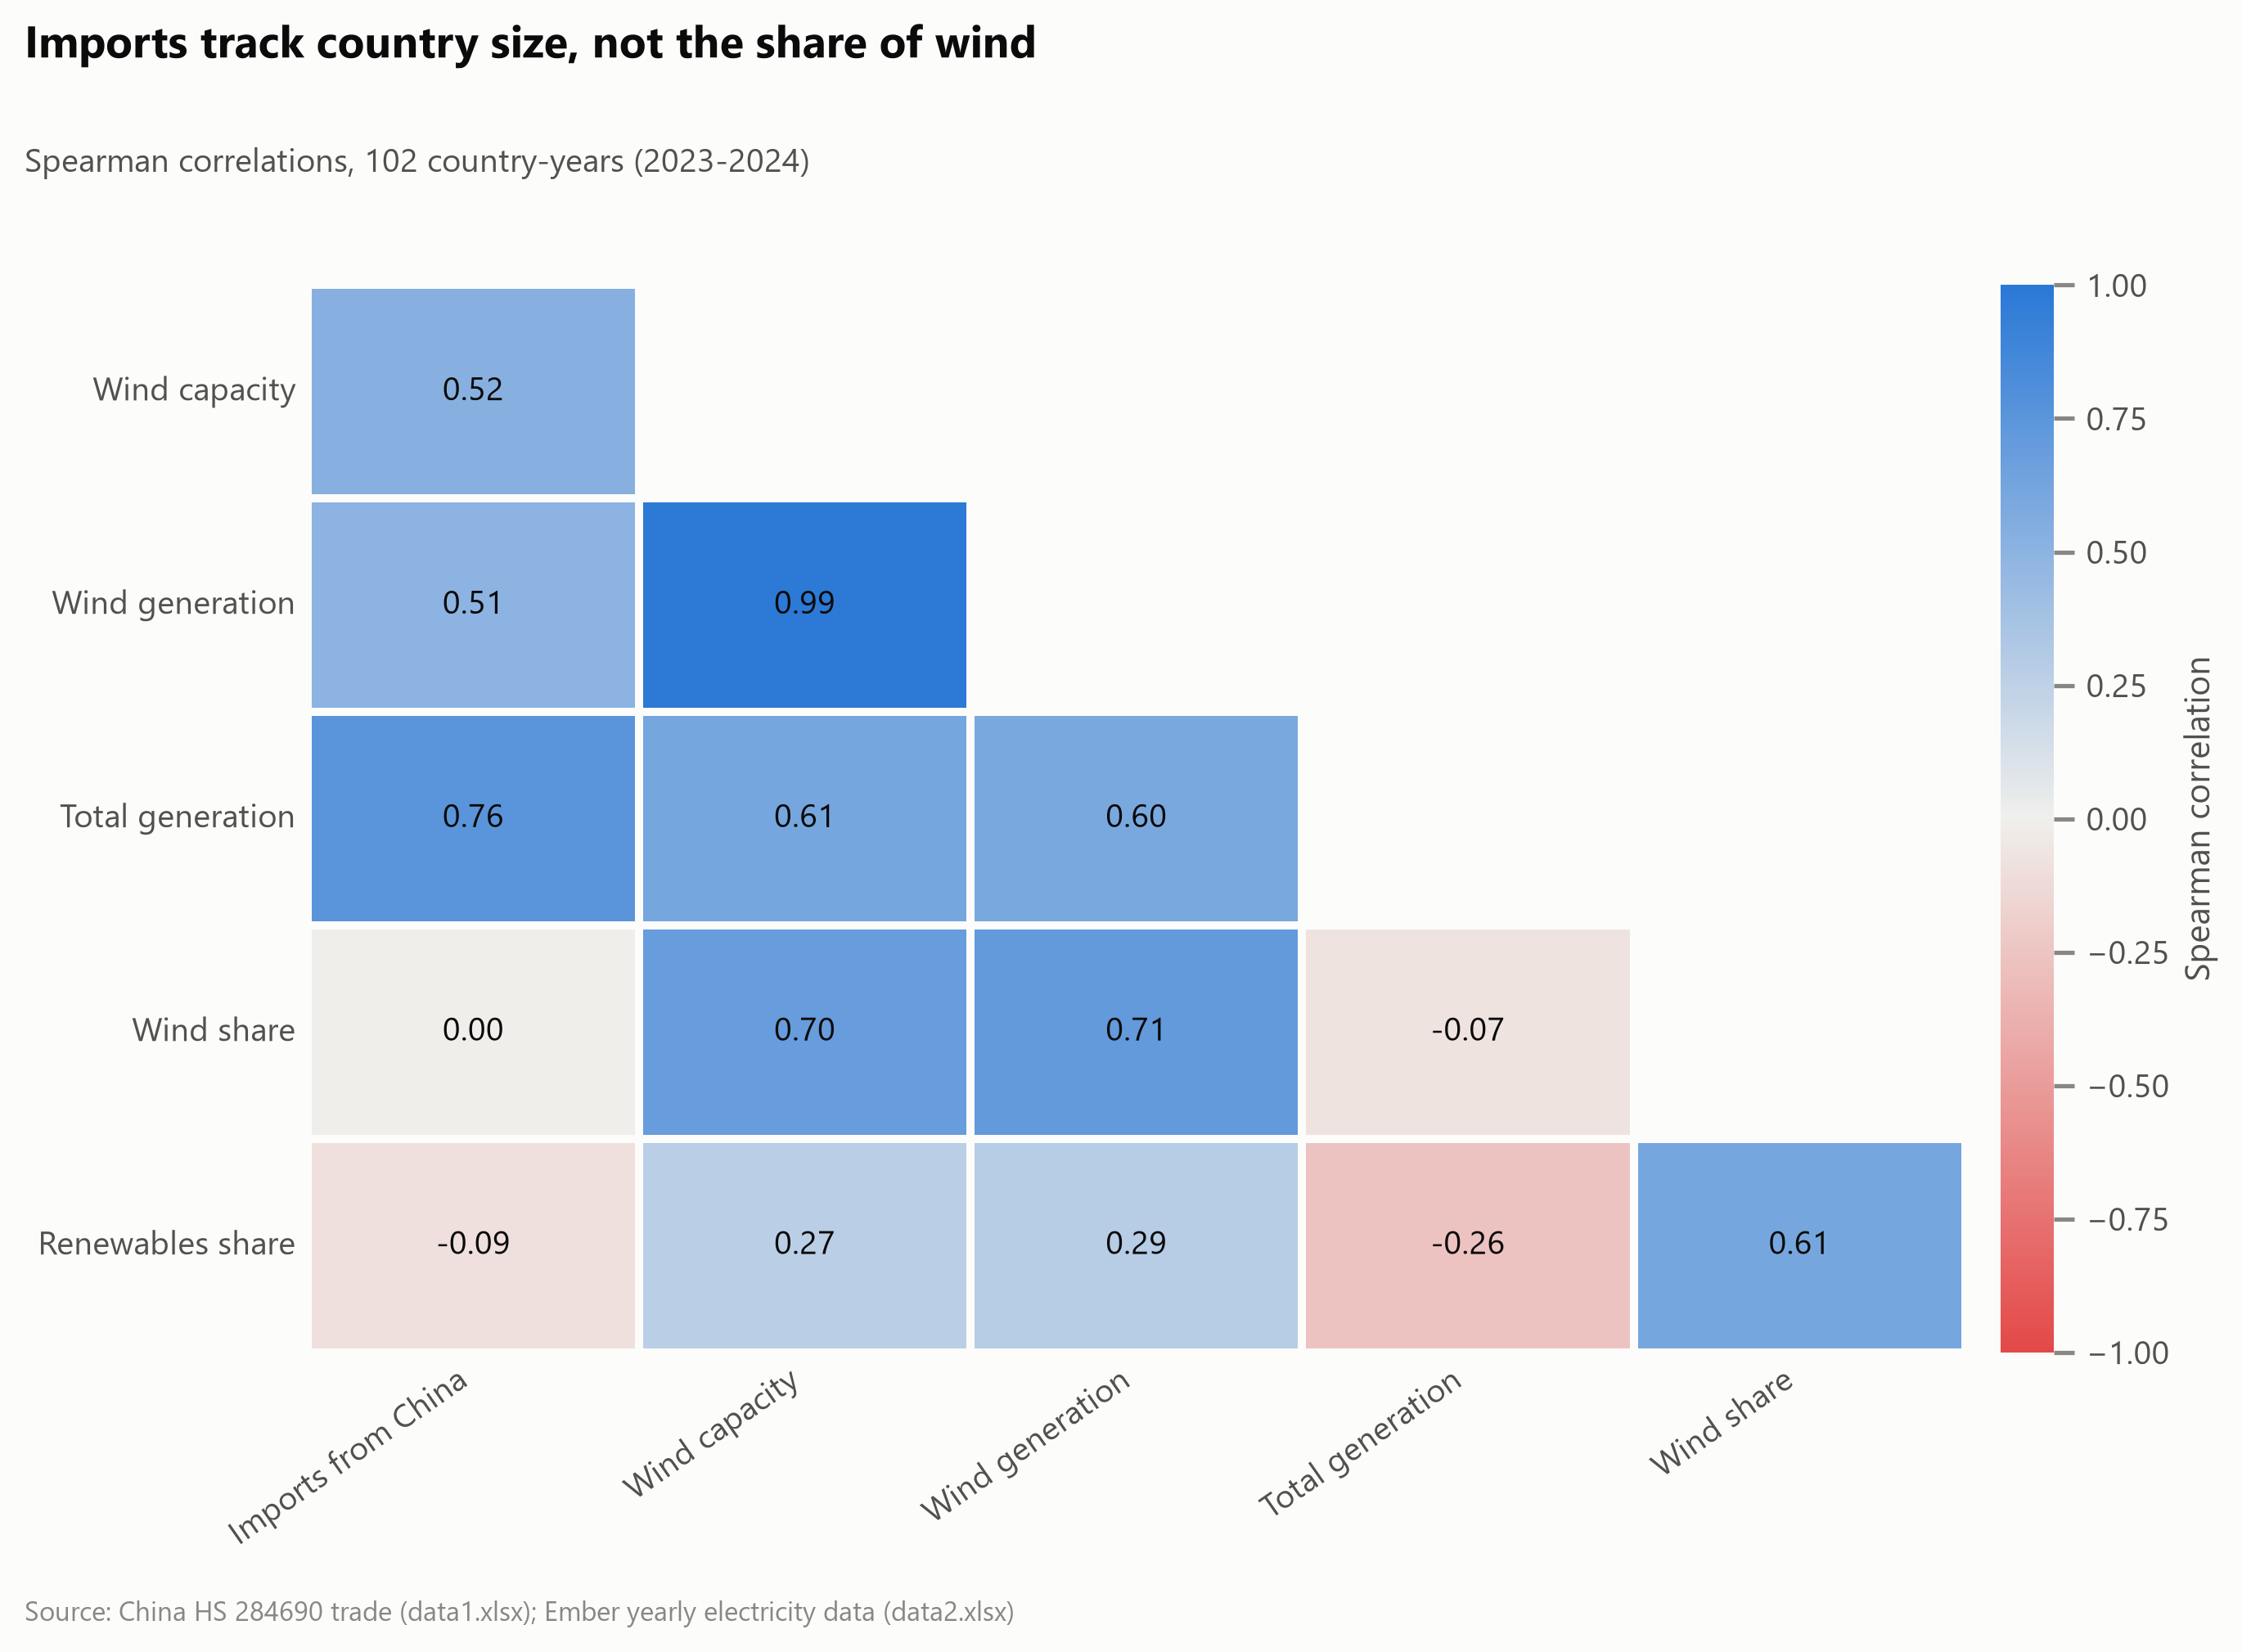 Imports track country size, not the share of wind
Spearman correlations, 102 country-years (2023-2024)
Wind capacity 0.52
Wind generation 0.51 0.99
Total generation 0.76 0.61 0.60
Wind share 0.00 0.70 0.71 -0.07
Renewables share -0.09 0.27 0.29 -0.26 0.61
Imports from China
Wind capacity
Wind generation
Total generation
Wind share
1.00
0.75
0.50
0.25
0.00
−0.25
−0.50
−0.75
−1.00
Spearman correlation
Source: China HS 284690 trade (data1.xlsx); Ember yearly electricity data (data2.xlsx)